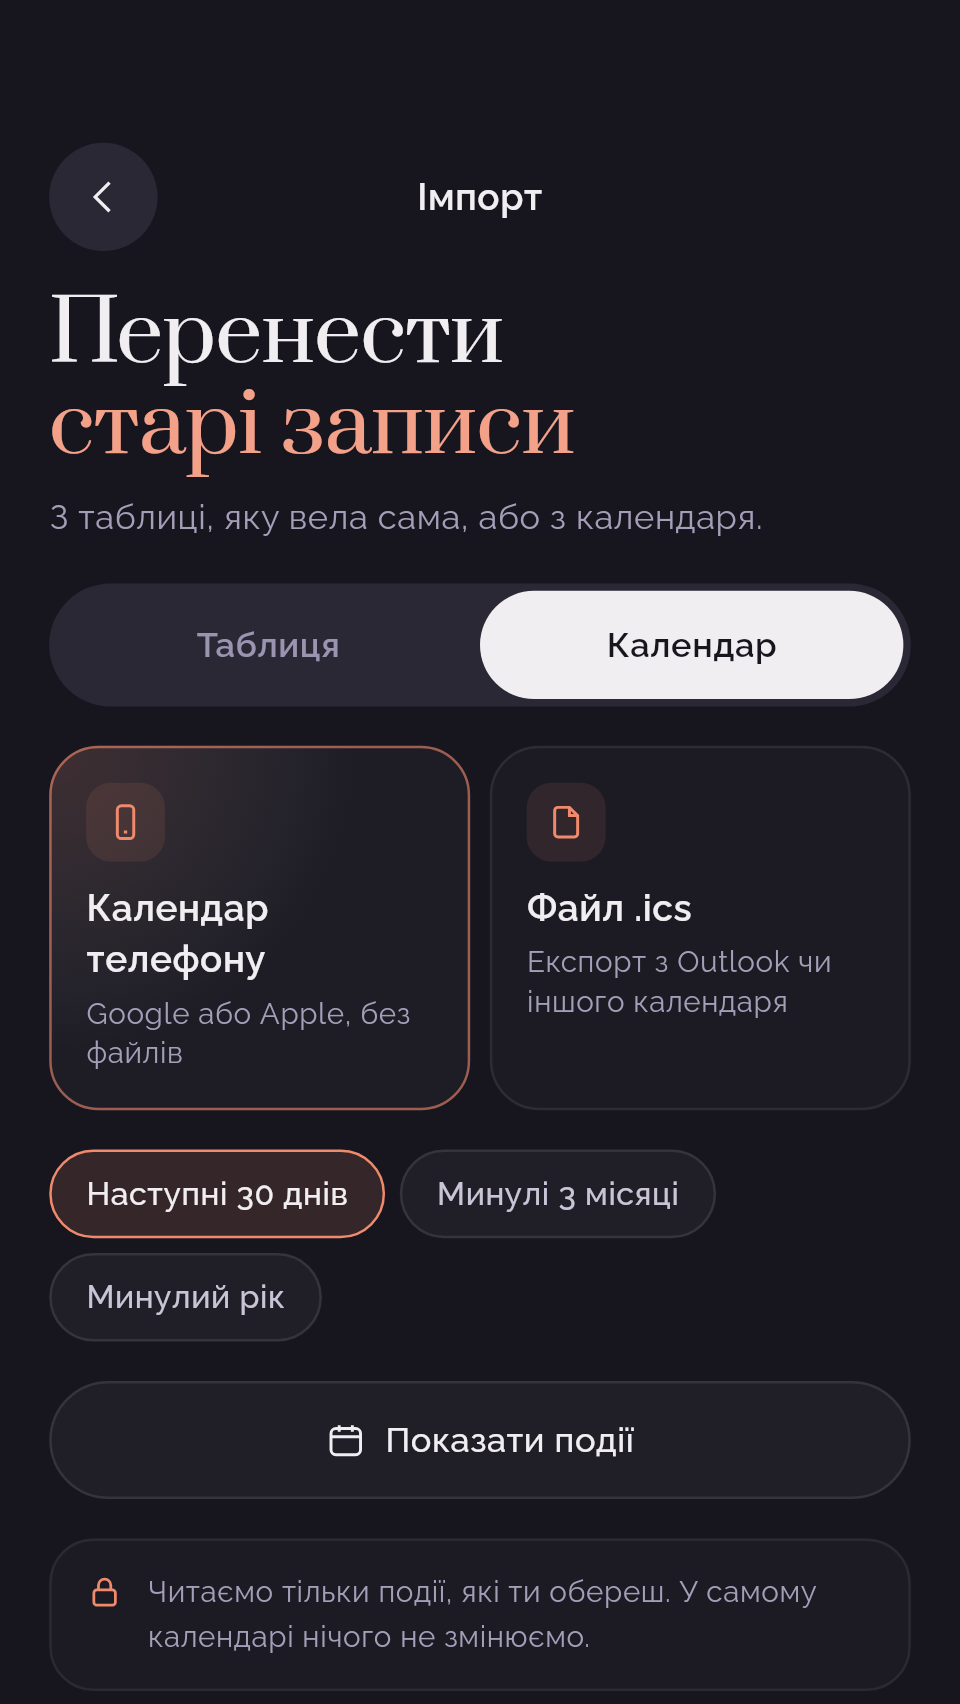 Імпорт
Перенести
старі записи
З таблиці, яку вела сама, або з календаря.
Таблиця
Календар
Календар
телефону
Google або Apple, без
файлів
Файл .ics
Експорт з Outlook чи
іншого календаря
Наступні 30 днів
Минулі 3 місяці
Минулий рік
Показати події
Читаємо тільки події, які ти обереш. У самому
календарі нічого не змінюємо.